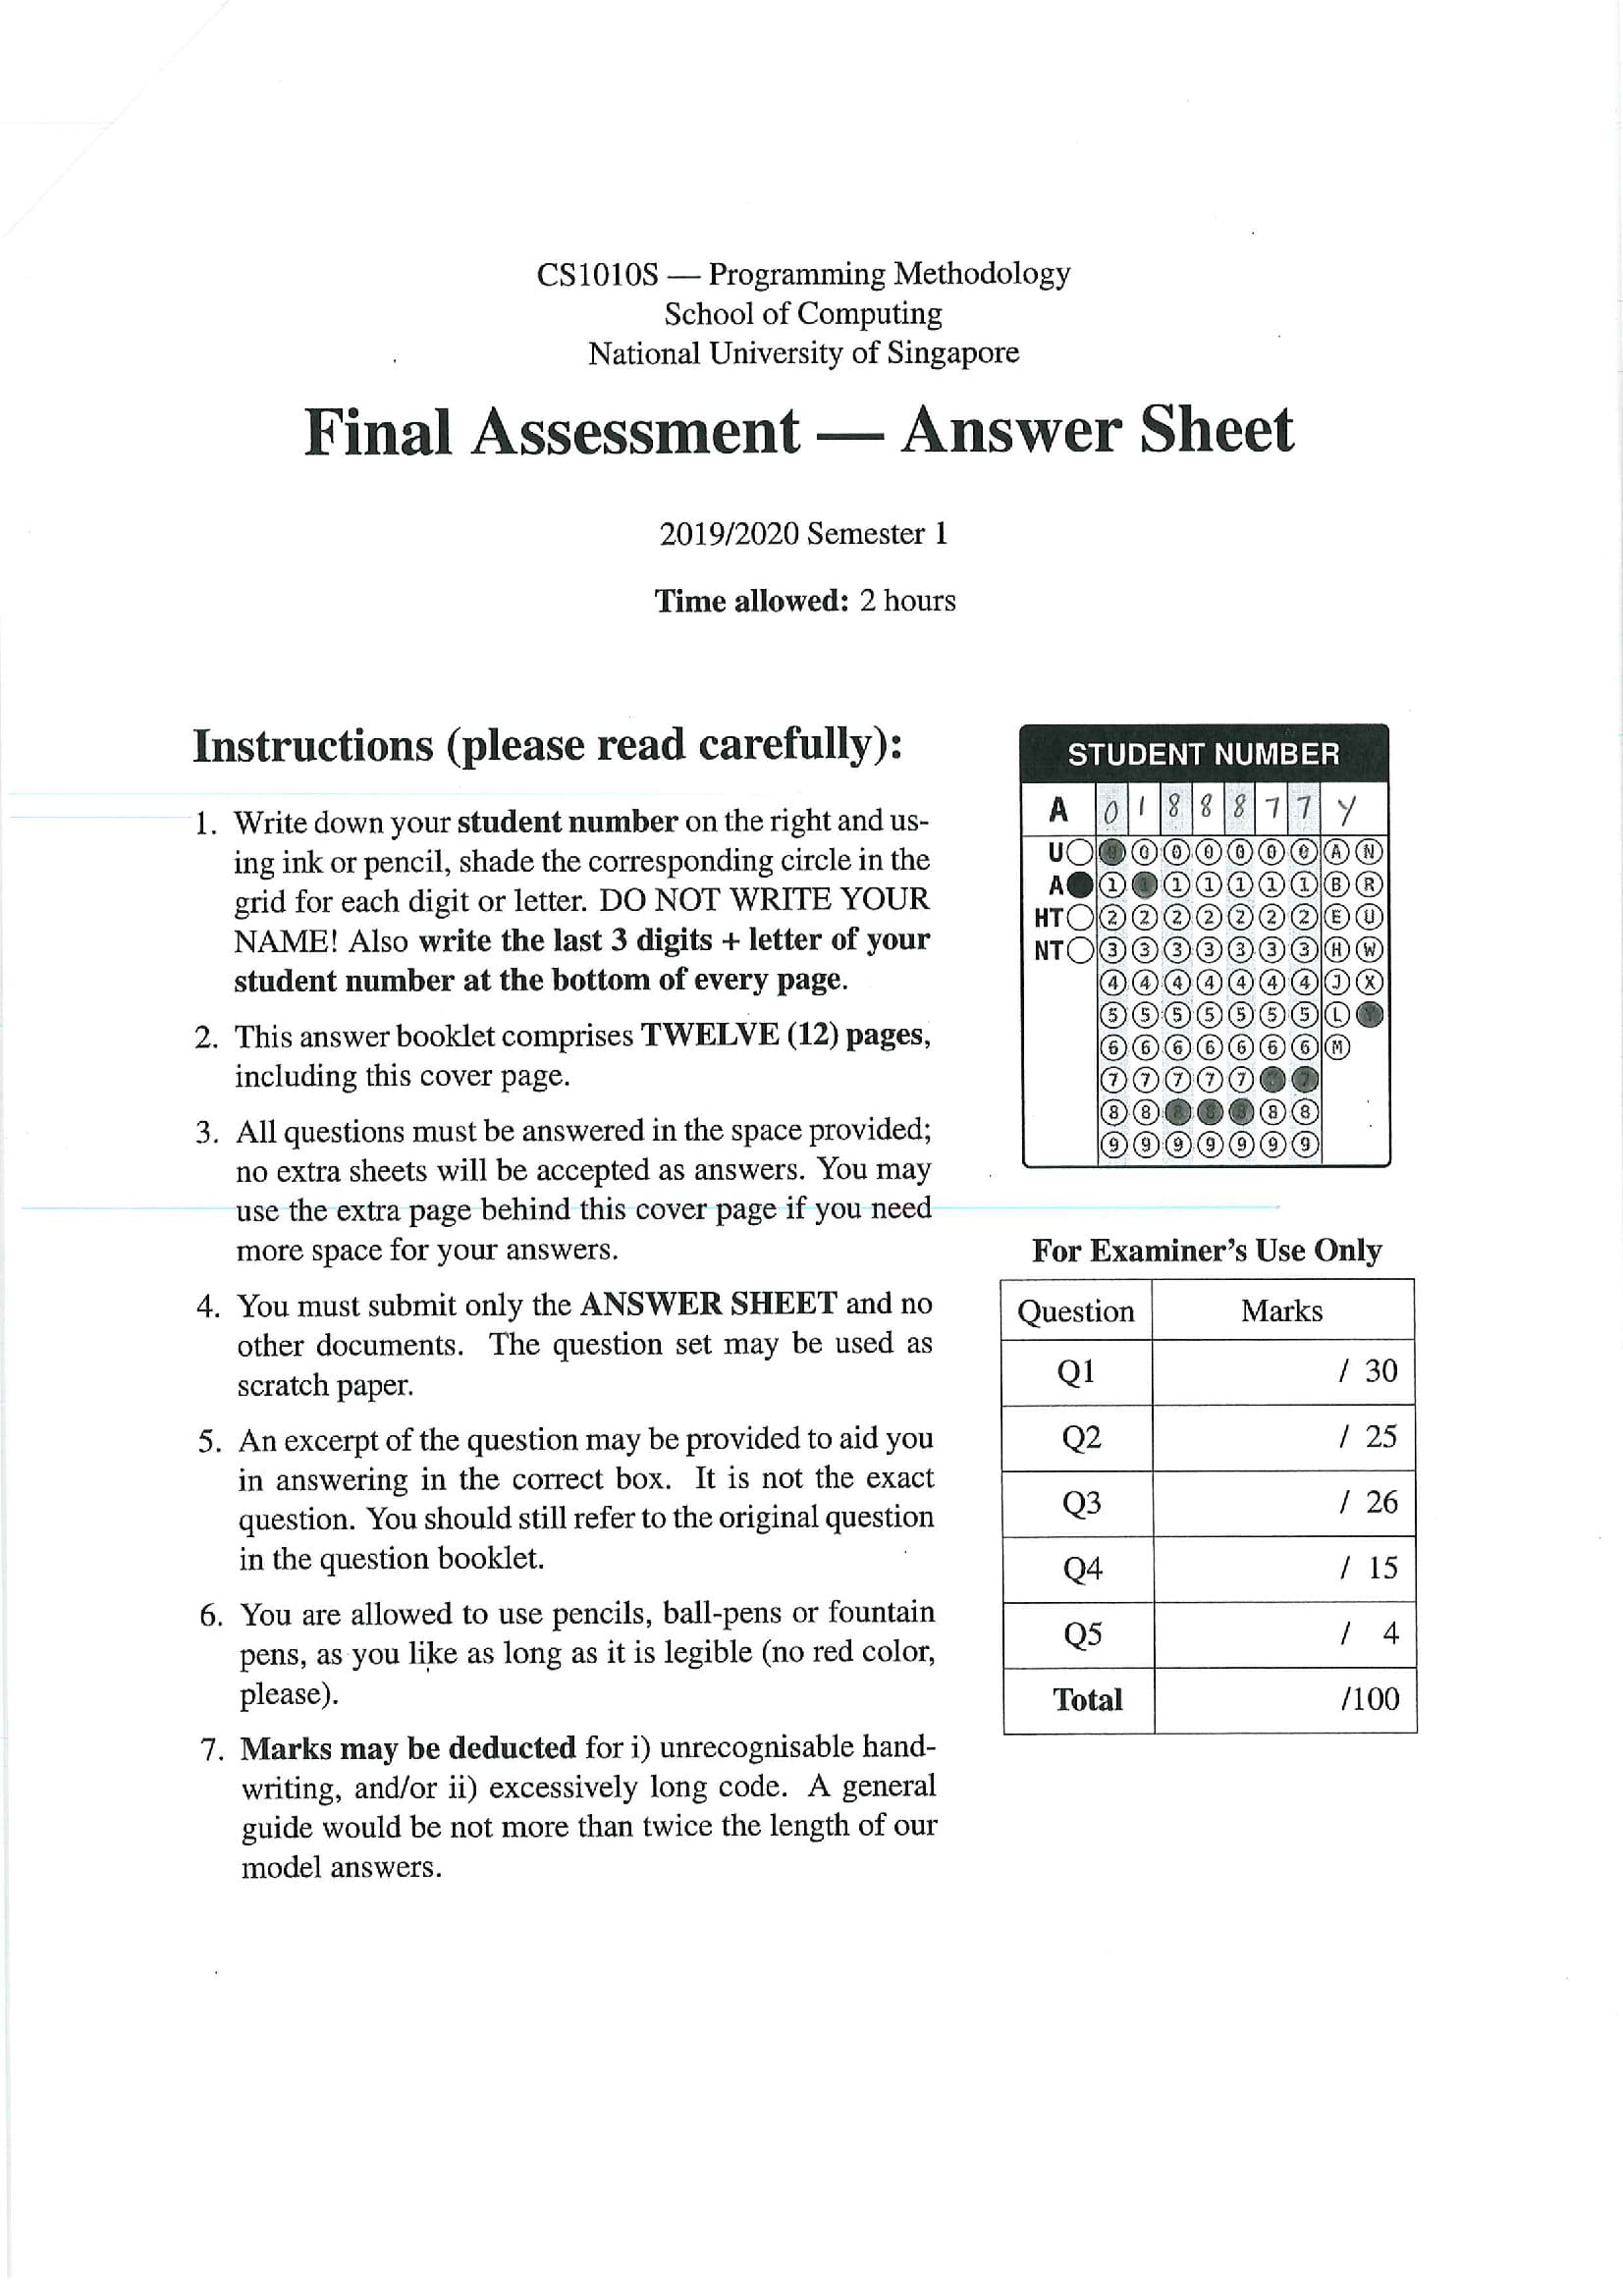 CS1010S — Programming Methodology
School of Computing
National University of Singapore
Final Assessment — Answer Sheet
2019/2020 Semester 1
Time allowed: 2 hours
Instructions (please read carefully):
1. Write down your student number on the right and us-
ing ink or pencil, shade the corresponding circle in the
grid for each digit or letter. DO NOT WRITE YOUR
NAME! Also write the last 3 digits + letter of your
student number at the bottom of every page.
2. This answer booklet comprises TWELVE (12) pages,
including this cover page.
3. All questions must be answered in the space provided;
no extra sheets will be accepted as answers. You may
use the extra page behind this cover page if you need
more space for your answers.
4. You must submit only the ANSWER SHEET and no
other documents. The question set may be used as
scratch paper.
5. An excerpt of the question may be provided to aid you
in answering in the correct box. It is not the exact
question. You should still refer to the original question
in the question booklet.
6. You are allowed to use pencils, ball-pens or fountain
pens, as you like as long as it is legible (no red color,
please).
7. Marks may be deducted for i) unrecognisable hand-
writing, and/or ii) excessively long code. A general
guide would be not more than twice the length of our
model answers.
STUDENT NUMBER
A 0 1 8 8 8 7 7 Y
U 0 0 0 0 0 0 0 A N
A 1 1 1 1 1 1 1 B R
HT 2 2 2 2 2 2 2 E U
NT 3 3 3 3 3 3 3 H W
4 4 4 4 4 4 4 J X
5 5 5 5 5 5 5 L Y
6 6 6 6 6 6 6 M
7 7 7 7 7 7 7
8 8 8 8 8 8 8
9 9 9 9 9 9 9
For Examiner's Use Only
Question Marks
Q1 / 30
Q2 / 25
Q3 / 26
Q4 / 15
Q5 / 4
Total /100